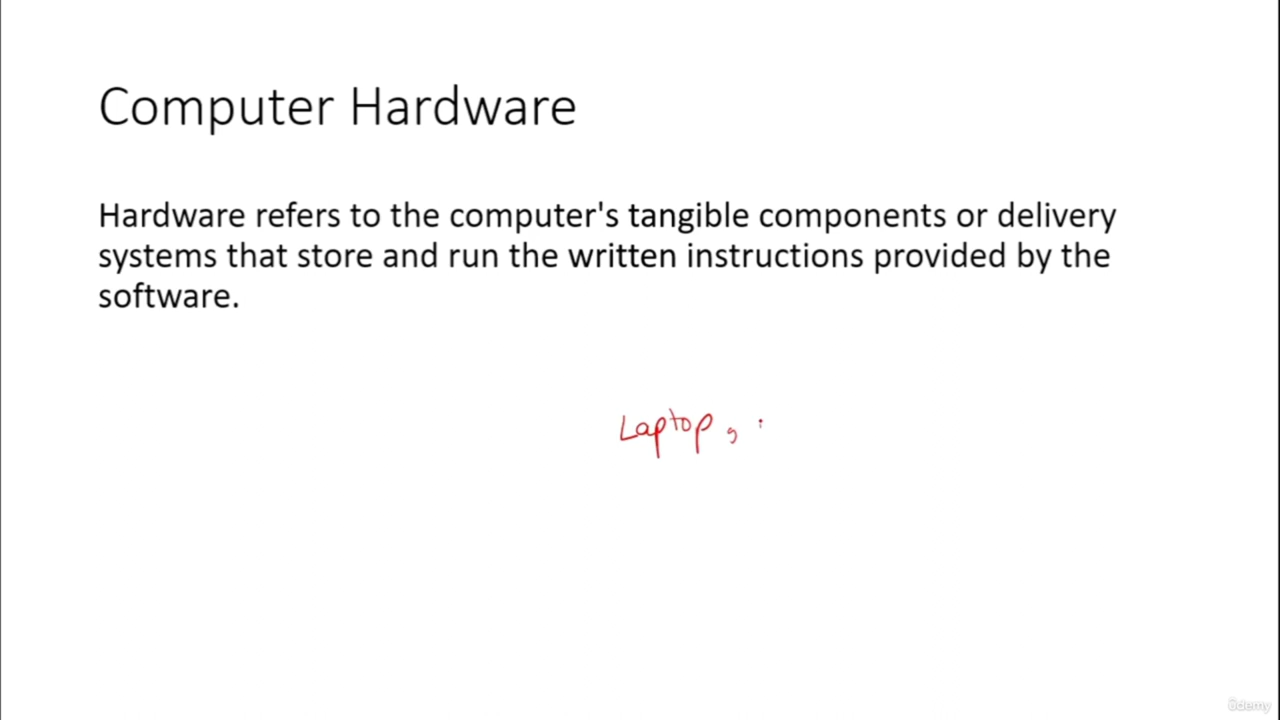 Computer Hardware
Hardware refers to the computer's tangible components or delivery
systems that store and run the written instructions provided by the
software.
Laptop ,
ûdemy